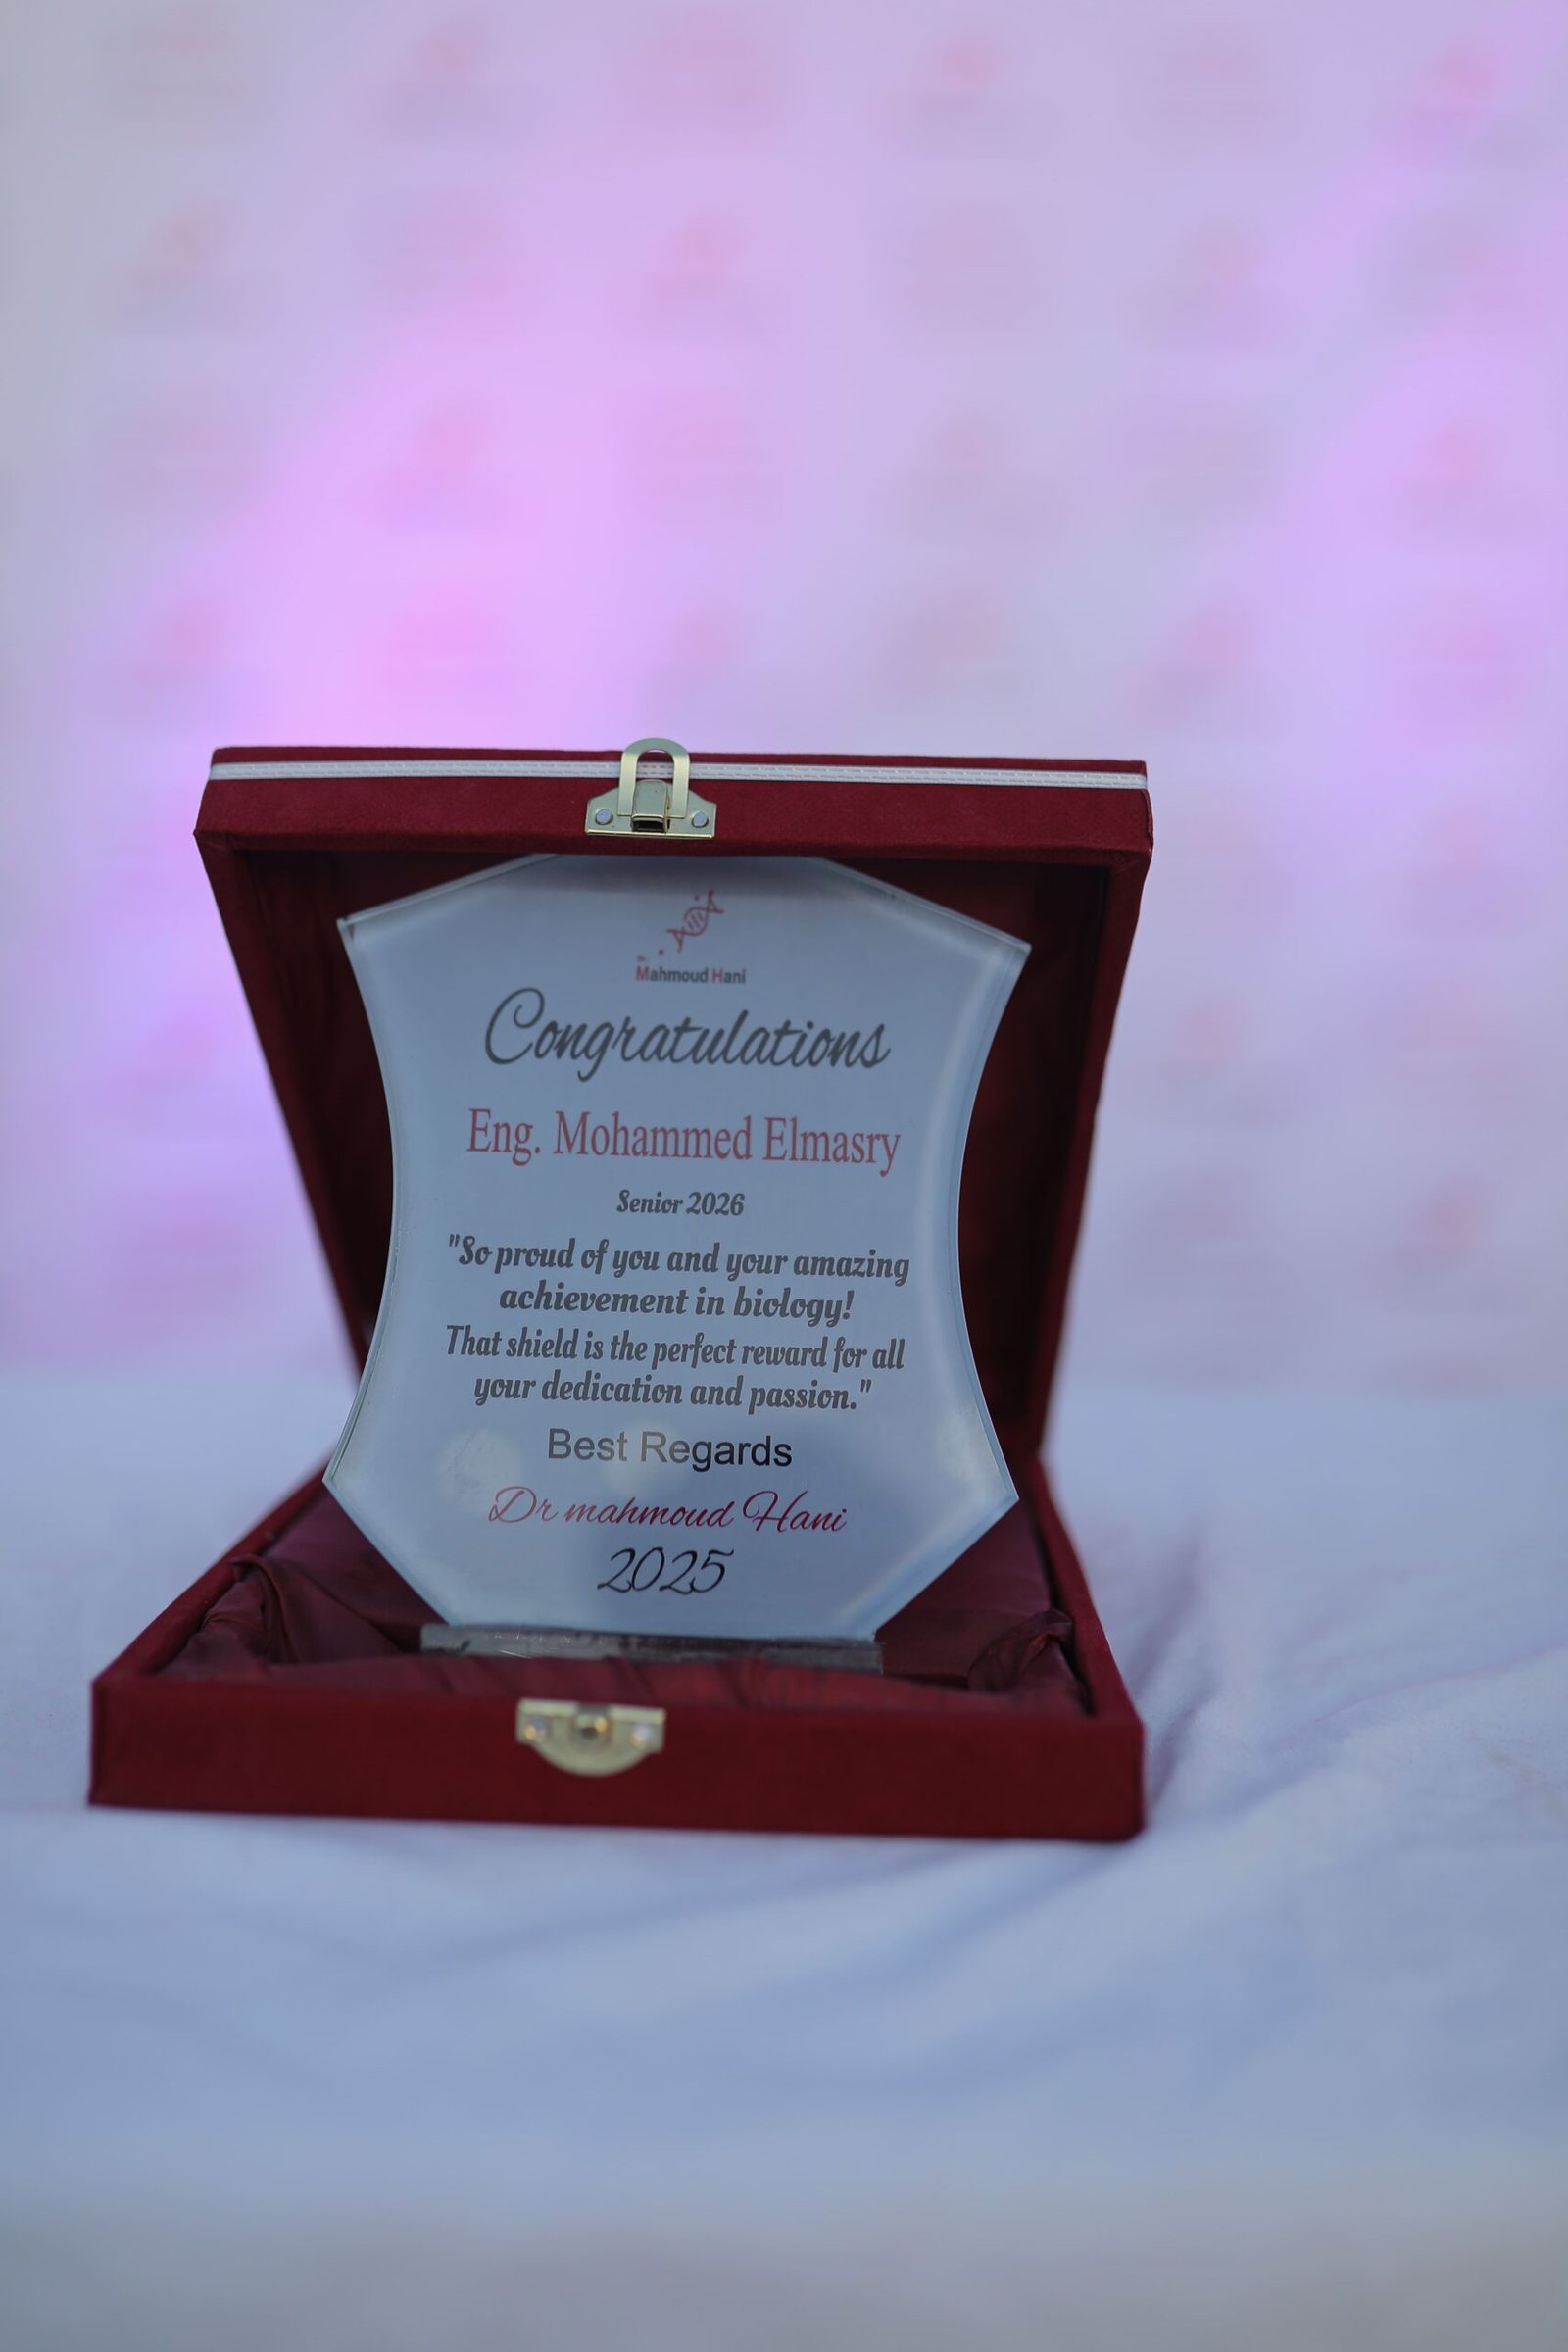 Dr.
Mahmoud Hani
Congratulations
Eng. Mohammed Elmasry
Senior 2026
"So proud of you and your amazing
achievement in biology!
That shield is the perfect reward for all
your dedication and passion."
Best Regards
Dr mahmoud Hani
2025